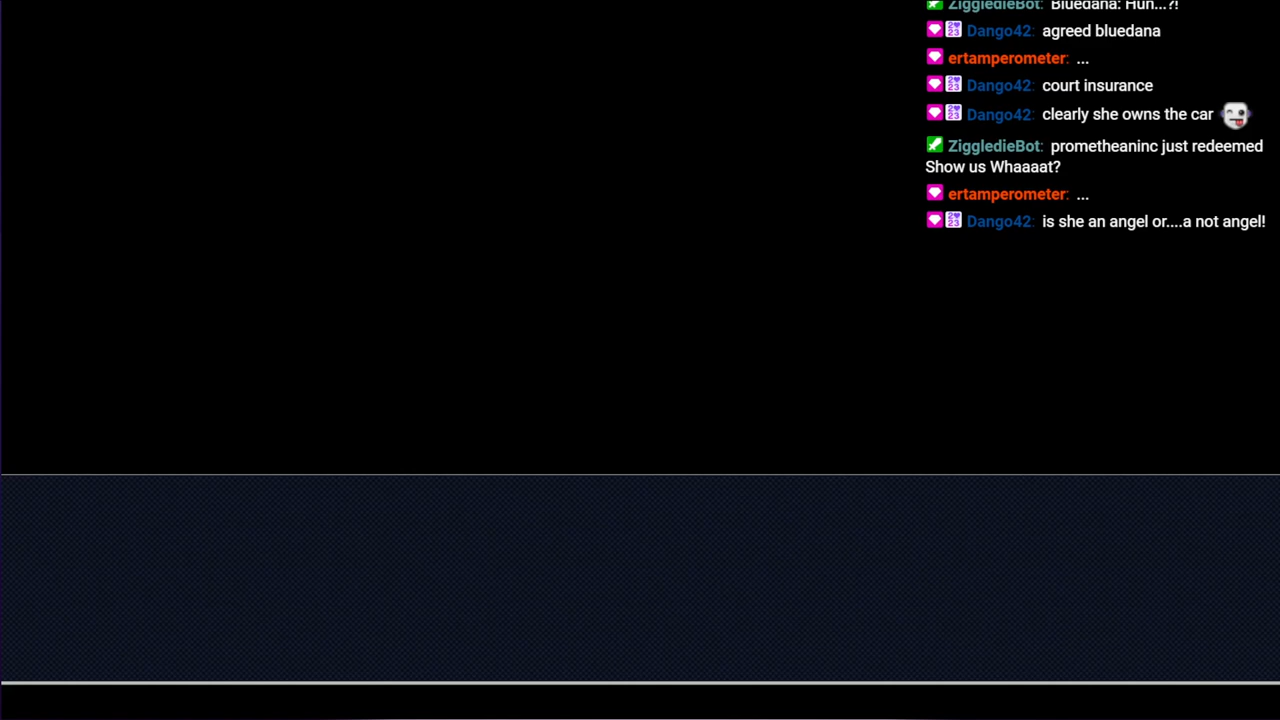 ZiggledieBot: Bluedana: Huh...?!
Dango42: agreed bluedana
ertamperometer: ...
Dango42: court insurance
Dango42: clearly she owns the car
ZiggledieBot: prometheaninc just redeemed
Show us Whaaaat?
ertamperometer: ...
Dango42: is she an angel or....a not angel!